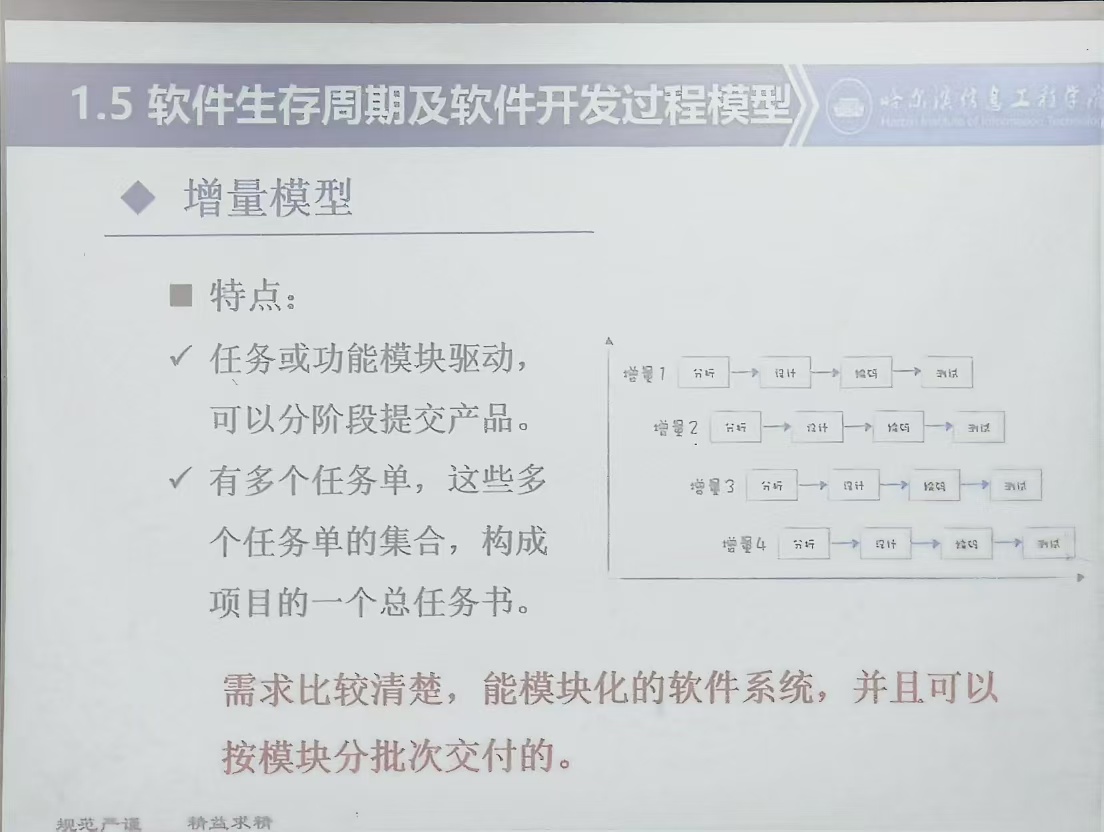 1.5 软件生存周期及软件开发过程模型
哈尔滨信息工程学院
Harbin Institute of Information Technology
增量模型
特点：
任务或功能模块驱动，
可以分阶段提交产品。
有多个任务单，这些多
个任务单的集合，构成
项目的一个总任务书。
增量1 分析 设计 编码 测试
增量2 分析 设计 编码 测试
增量3 分析 设计 编码 测试
增量4 分析 设计 编码 测试
需求比较清楚，能模块化的软件系统，并且可以
按模块分批次交付的。
规范严谨 精益求精